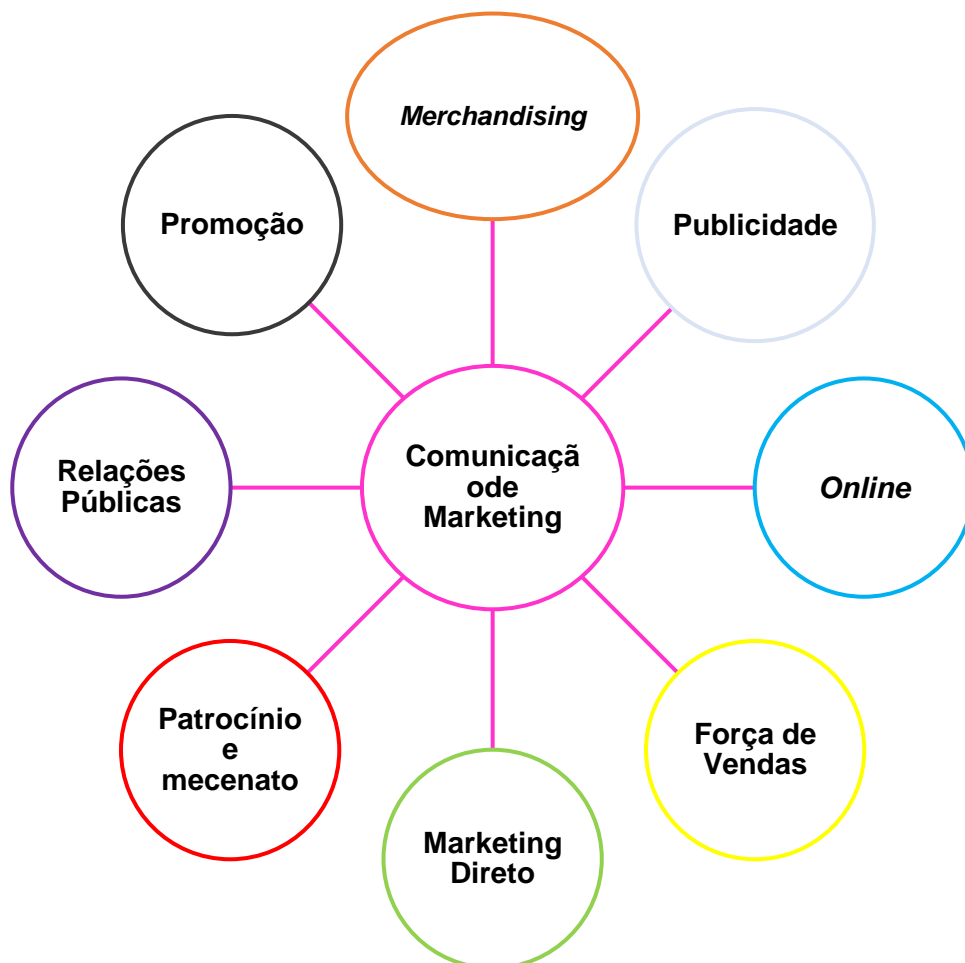 Merchandising
Promoção
Publicidade
Relações
Públicas
Comunicaçã
ode
Marketing
Online
Patrocínio
e
mecenato
Força de
Vendas
Marketing
Direto